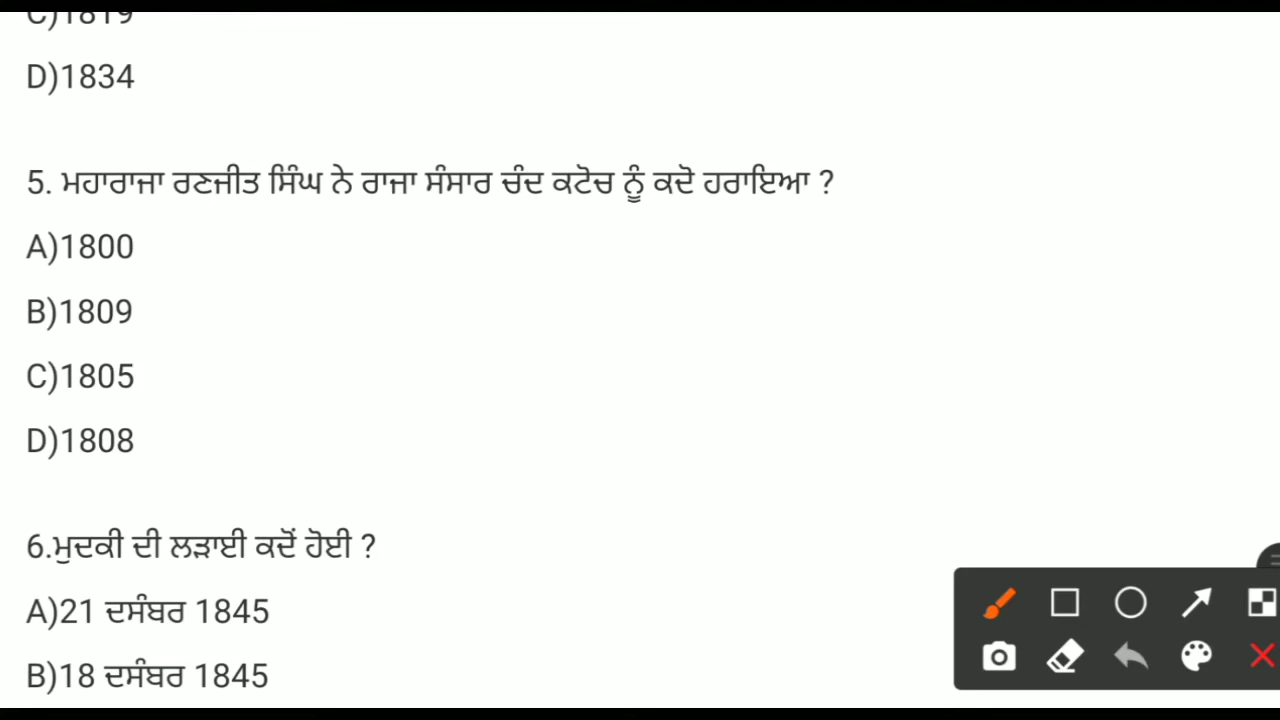 C)1819
D)1834
5. ਮਹਾਰਾਜਾ ਰਣਜੀਤ ਸਿੰਘ ਨੇ ਰਾਜਾ ਸੰਸਾਰ ਚੰਦ ਕਟੋਚ ਨੂੰ ਕਦੋ ਹਰਾਇਆ ?
A)1800
B)1809
C)1805
D)1808
6.ਮੁਦਕੀ ਦੀ ਲੜਾਈ ਕਦੋਂ ਹੋਈ ?
A)21 ਦਸੰਬਰ 1845
B)18 ਦਸੰਬਰ 1845